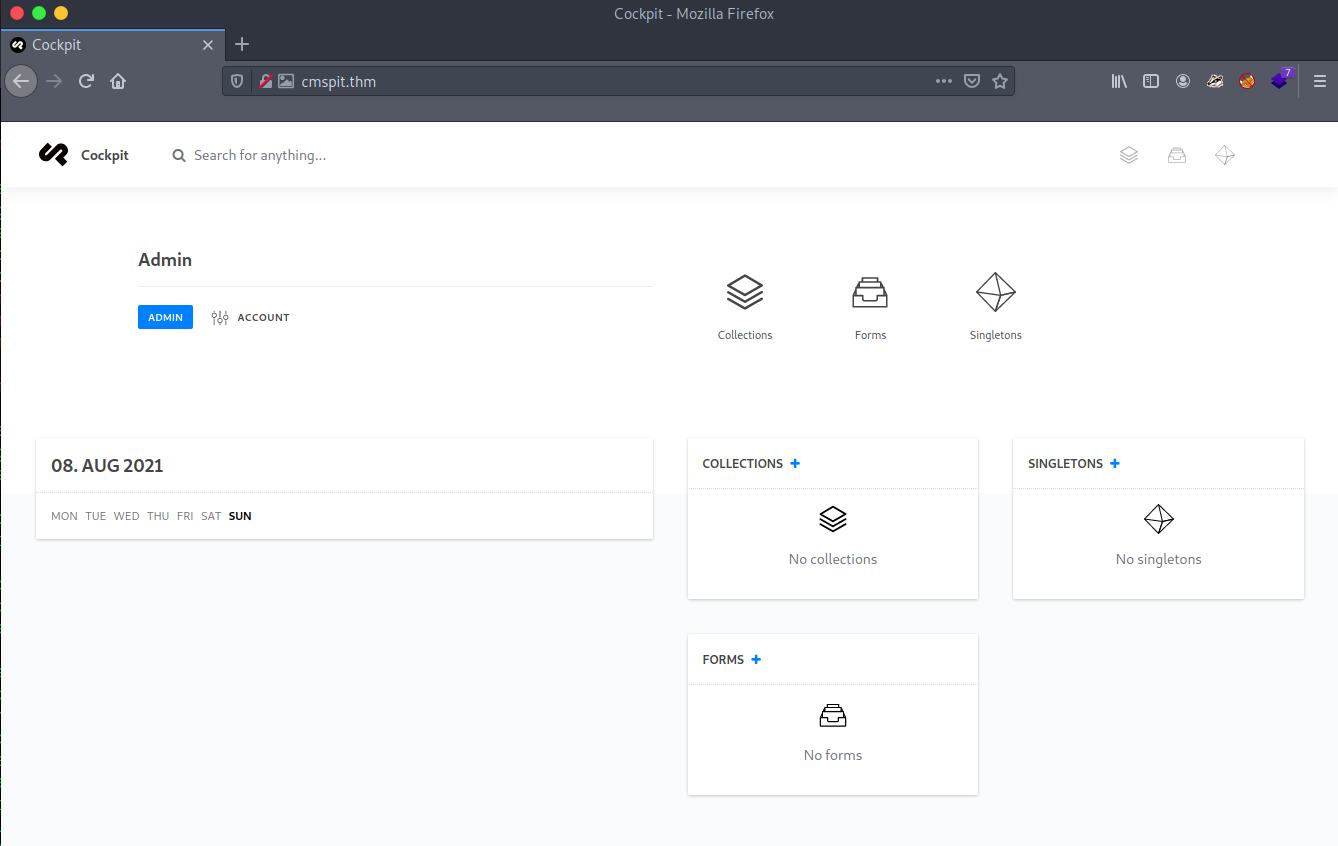 Cockpit - Mozilla Firefox
Cockpit
cmspit.thm
7
Cockpit
Search for anything...
Admin
ADMIN
ACCOUNT
Collections
Forms
Singletons
08. AUG 2021
MON TUE WED THU FRI SAT SUN
COLLECTIONS +
No collections
SINGLETONS +
No singletons
FORMS +
No forms